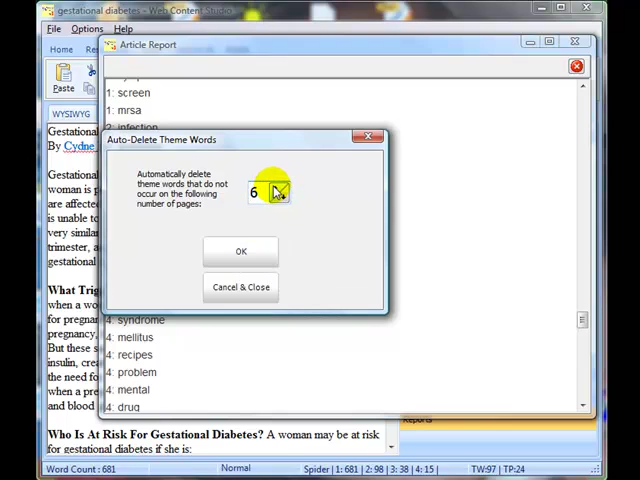 gestational diabetes - Web Content Studio
File Options Help
Article Report
Home
Paste
WYSIWYG
1: screen
1: mrsa
2: infection
Auto-Delete Theme Words
Automatically delete
theme words that do not
occur on the following
number of pages:
6
OK
Cancel & Close
4: syndrome
4: mellitus
4: recipes
4: problem
4: mental
4: drug
Gestational
By Cydne
Gestational
woman is p
are affected
is unable to
very similar
trimester, a
gestational
What Trig
when a wo
for pregnan
pregnancy,
But these s
insulin, crea
the need fo
when a pre
and blood
Who Is At Risk For Gestational Diabetes? A woman may be at risk
for gestational diabetes if she is:
Reports
Word Count : 681
Normal
Spider | 1: 681 | 2: 98 | 3: 38 | 4: 15 |
TW:97 | TP:24